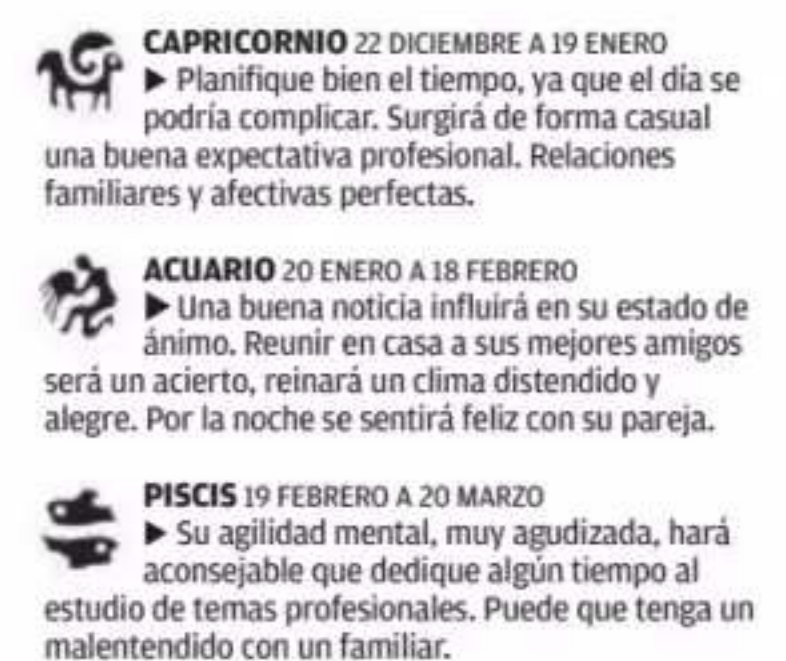 CAPRICORNIO 22 DICIEMBRE A 19 ENERO
▶ Planifique bien el tiempo, ya que el día se
podría complicar. Surgirá de forma casual
una buena expectativa profesional. Relaciones
familiares y afectivas perfectas.
ACUARIO 20 ENERO A 18 FEBRERO
▶ Una buena noticia influirá en su estado de
ánimo. Reunir en casa a sus mejores amigos
será un acierto, reinará un clima distendido y
alegre. Por la noche se sentirá feliz con su pareja.
PISCIS 19 FEBRERO A 20 MARZO
▶ Su agilidad mental, muy agudizada, hará
aconsejable que dedique algún tiempo al
estudio de temas profesionales. Puede que tenga un
malentendido con un familiar.